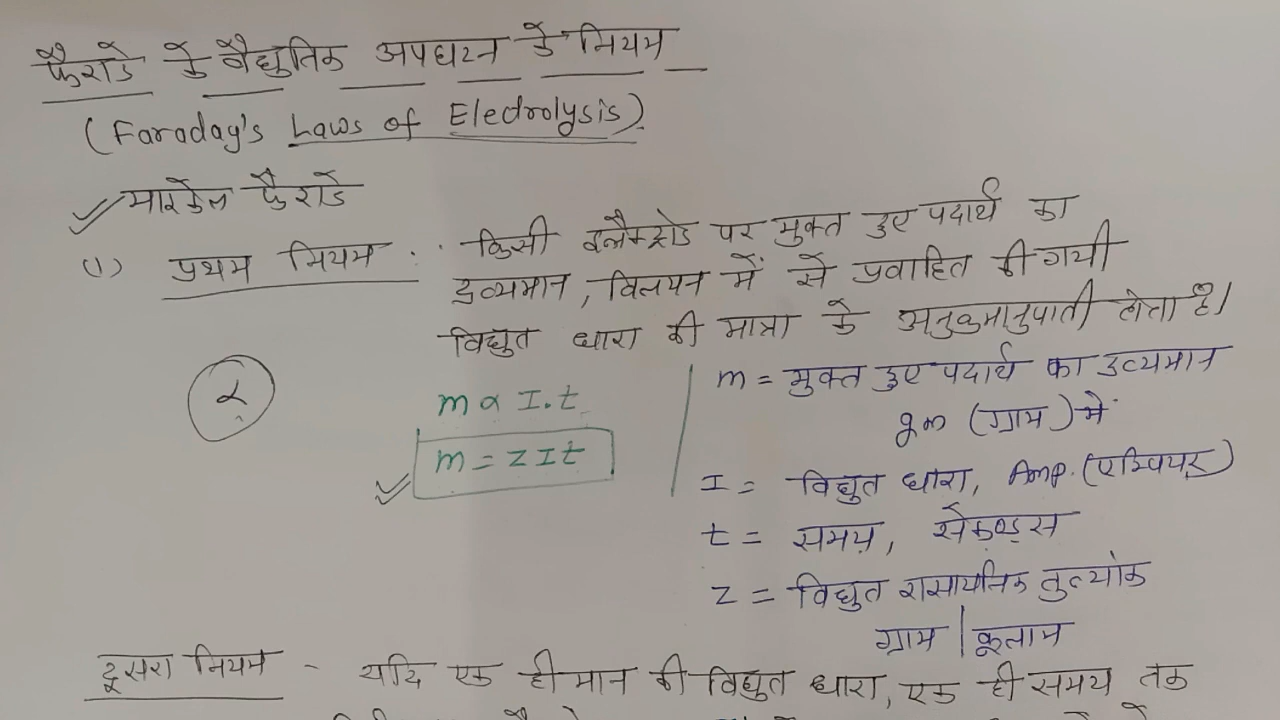 फैराडे के वैद्युतिक अपघटन के नियम
(Faraday's Laws of Electrolysis)
माइकेल फैराडे
(1) प्रथम नियम : किसी इलैक्ट्रोड पर मुक्त हुए पदार्थ का
द्रव्यमान, विलयन में से प्रवाहित की गयी
विद्युत धारा की मात्रा के अनुक्रमानुपाती होता है।
m ∝ I.t
m = ZIt
m = मुक्त हुए पदार्थ का द्रव्यमान
gm (ग्राम) में
I = विद्युत धारा, Amp. (एम्पियर)
t = समय, सेकण्ड्स
Z = विद्युत रासायनिक तुल्यांक
ग्राम / कूलाम
दूसरा नियम - यदि एक ही मान की विद्युत धारा, एक ही समय तक